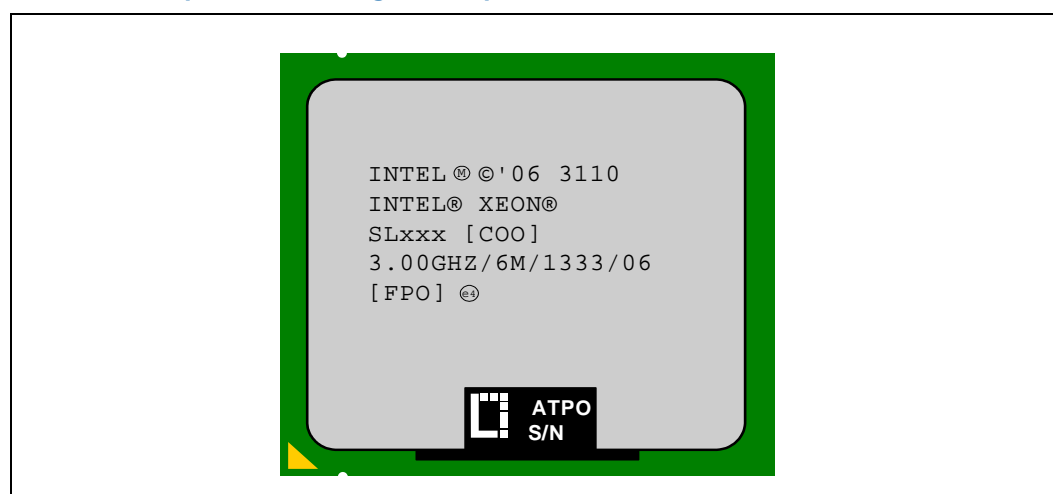 INTEL Ⓜ ©'06 3110
INTEL® XEON®
SLxxx [COO]
3.00GHZ/6M/1333/06
[FPO] e4
ATPO
S/N